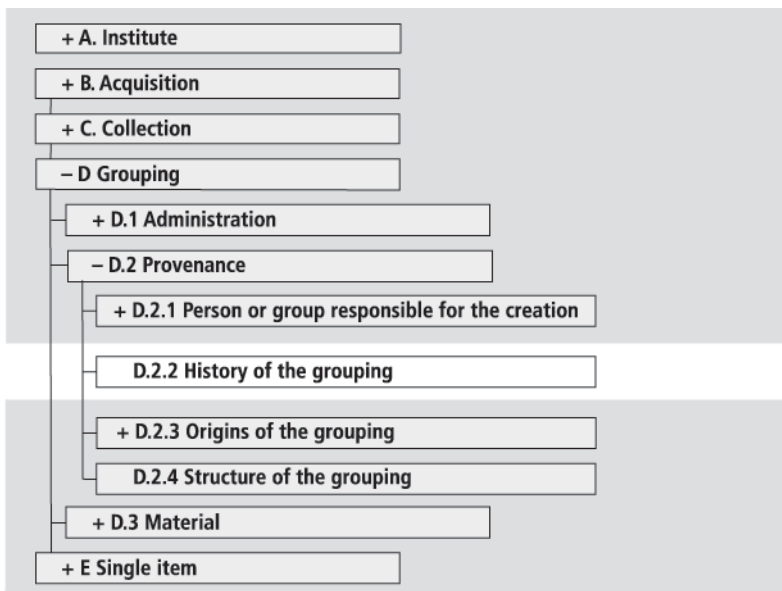 + A. Institute
+ B. Acquisition
+ C. Collection
– D Grouping
+ D.1 Administration
– D.2 Provenance
+ D.2.1 Person or group responsible for the creation
D.2.2 History of the grouping
+ D.2.3 Origins of the grouping
D.2.4 Structure of the grouping
+ D.3 Material
+ E Single item